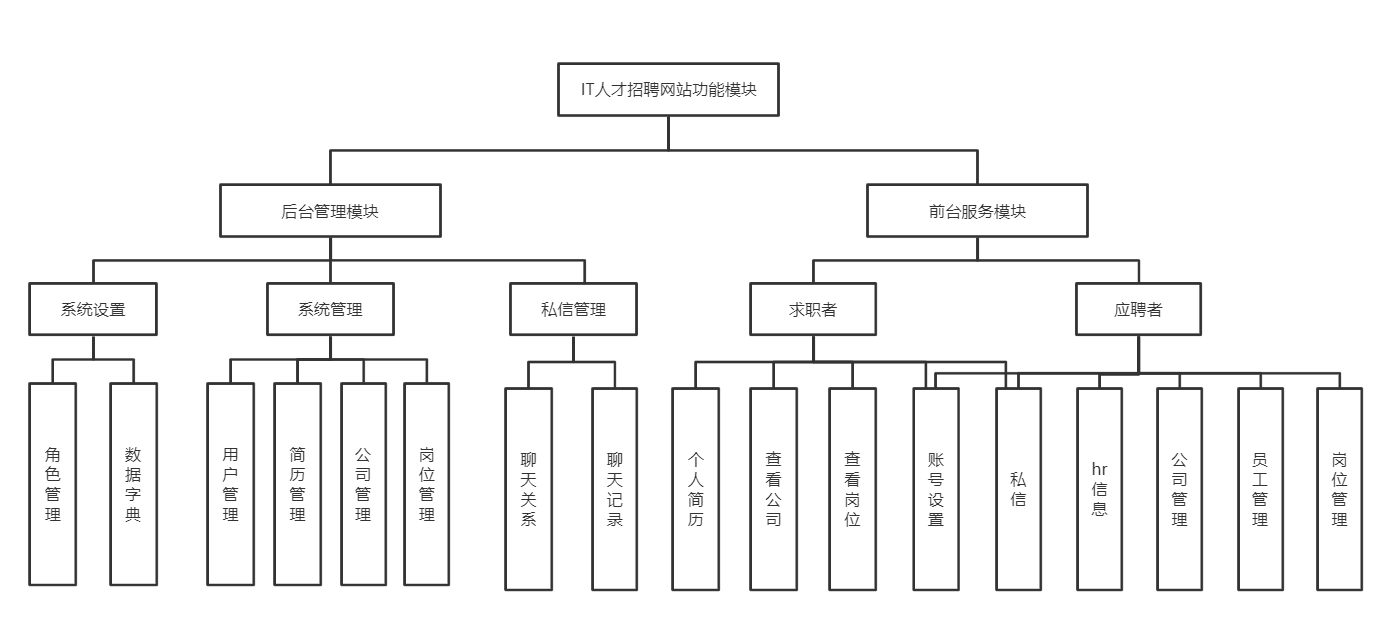 IT人才招聘网站功能模块
后台管理模块
前台服务模块
系统设置
系统管理
私信管理
求职者
应聘者
角色管理
数据字典
用户管理
简历管理
公司管理
岗位管理
聊天关系
聊天记录
个人简历
查看公司
查看岗位
账号设置
私信
hr信息
公司管理
员工管理
岗位管理